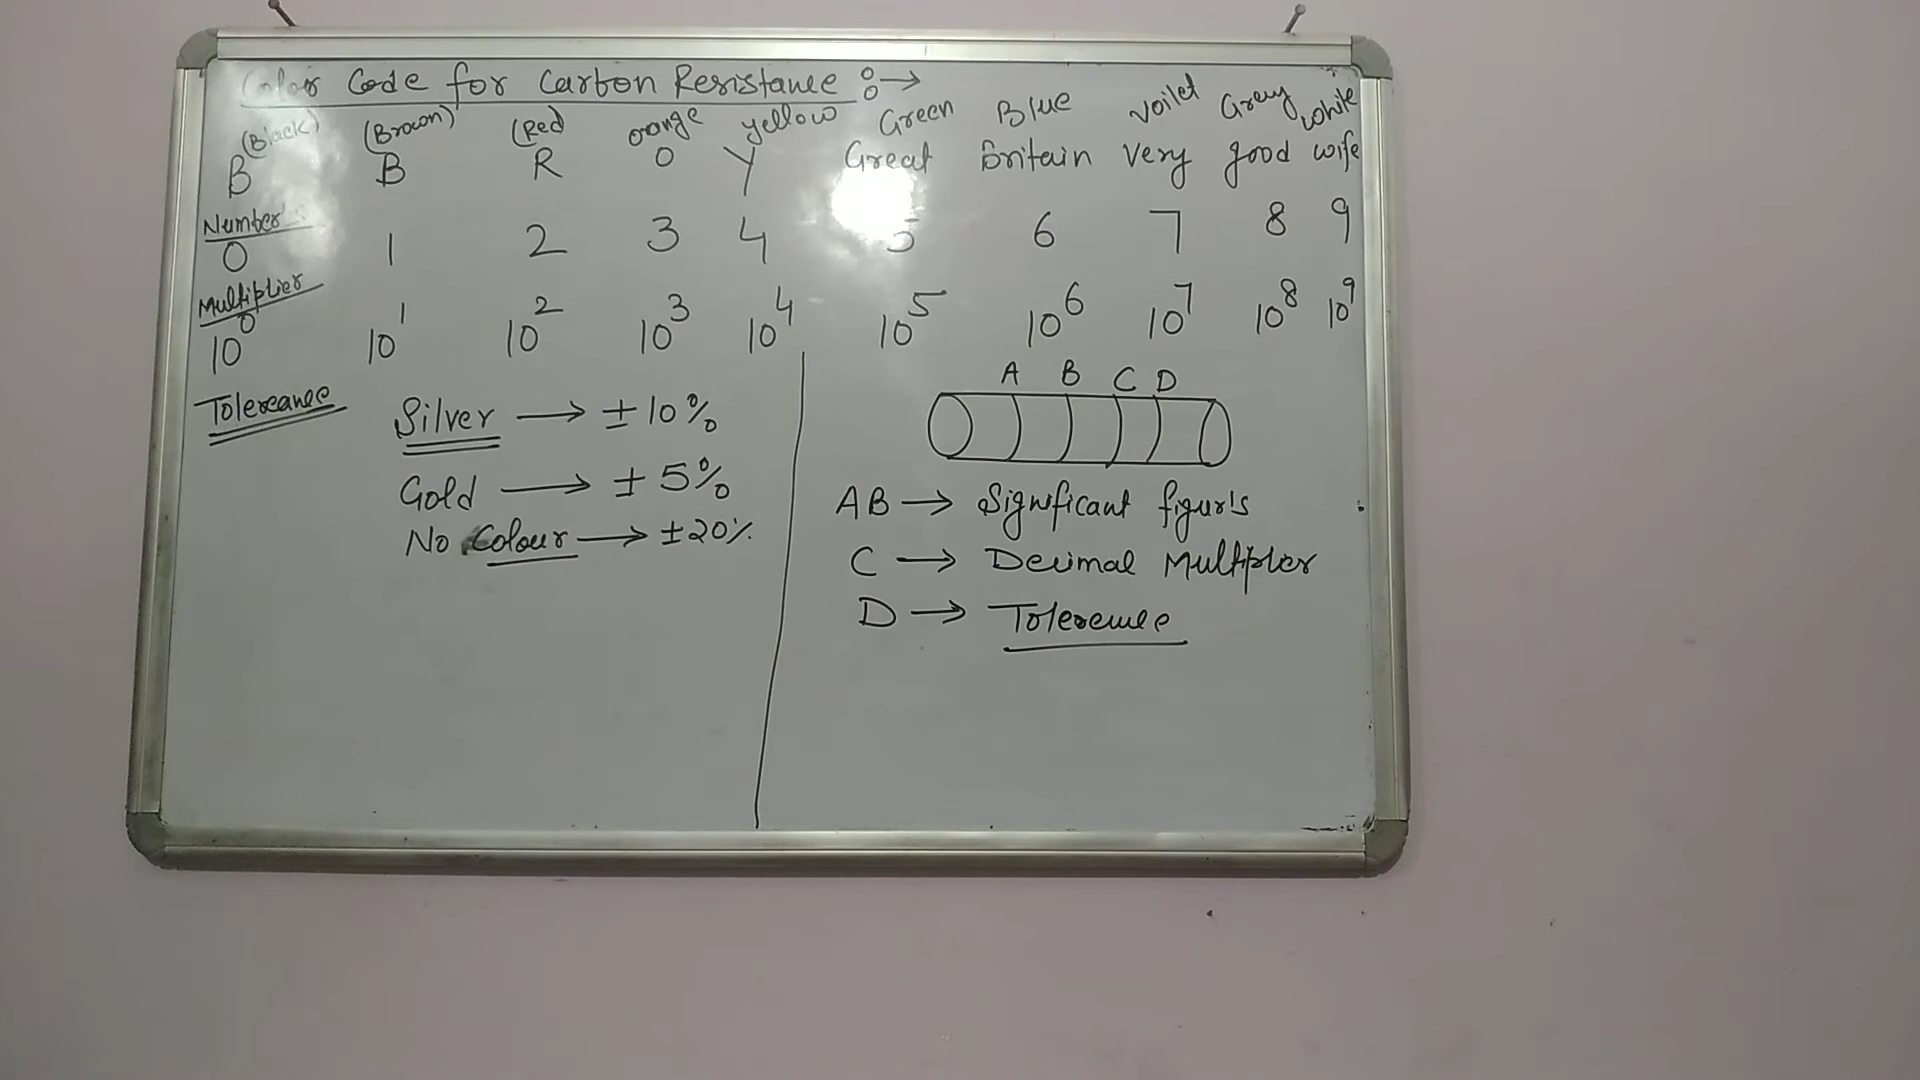 Color Code for Carbon Resistance :→
(Black) (Brown) (Red orange yellow Green Blue Voilet Grey white
B B R O Y Great Britain Very good wife
Number
0 1 2 3 4 5 6 7 8 9
Multiplier
10^0 10^1 10^2 10^3 10^4 10^5 10^6 10^7 10^8 10^9
Tolereance
Silver → ±10%
Gold → ±5%
No Colour → ±20%
A B C D
AB → Significant figur's
C → Decimal Multiplier
D → Tolerence